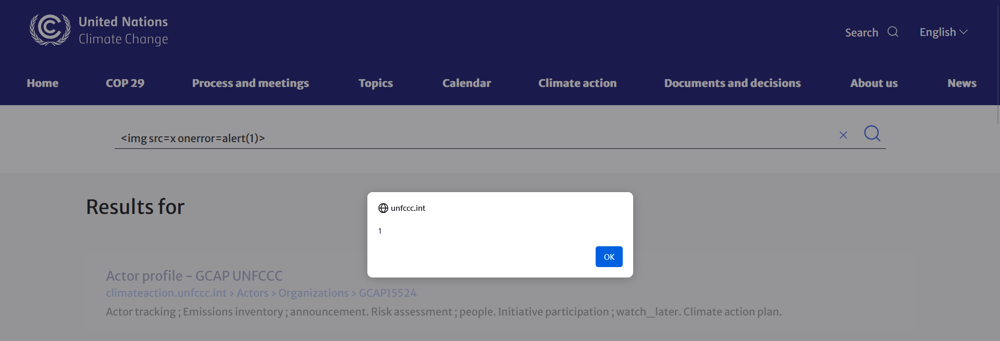 United Nations
Climate Change
Search
English
Home COP 29 Process and meetings Topics Calendar Climate action Documents and decisions About us News
<img src=x onerror=alert(1)>
Results for
unfccc.int
1
OK
Actor profile - GCAP UNFCCC
climateaction.unfccc.int › Actors › Organizations › GCAP15524
Actor tracking ; Emissions inventory ; announcement. Risk assessment ; people. Initiative participation ; watch_later. Climate action plan.